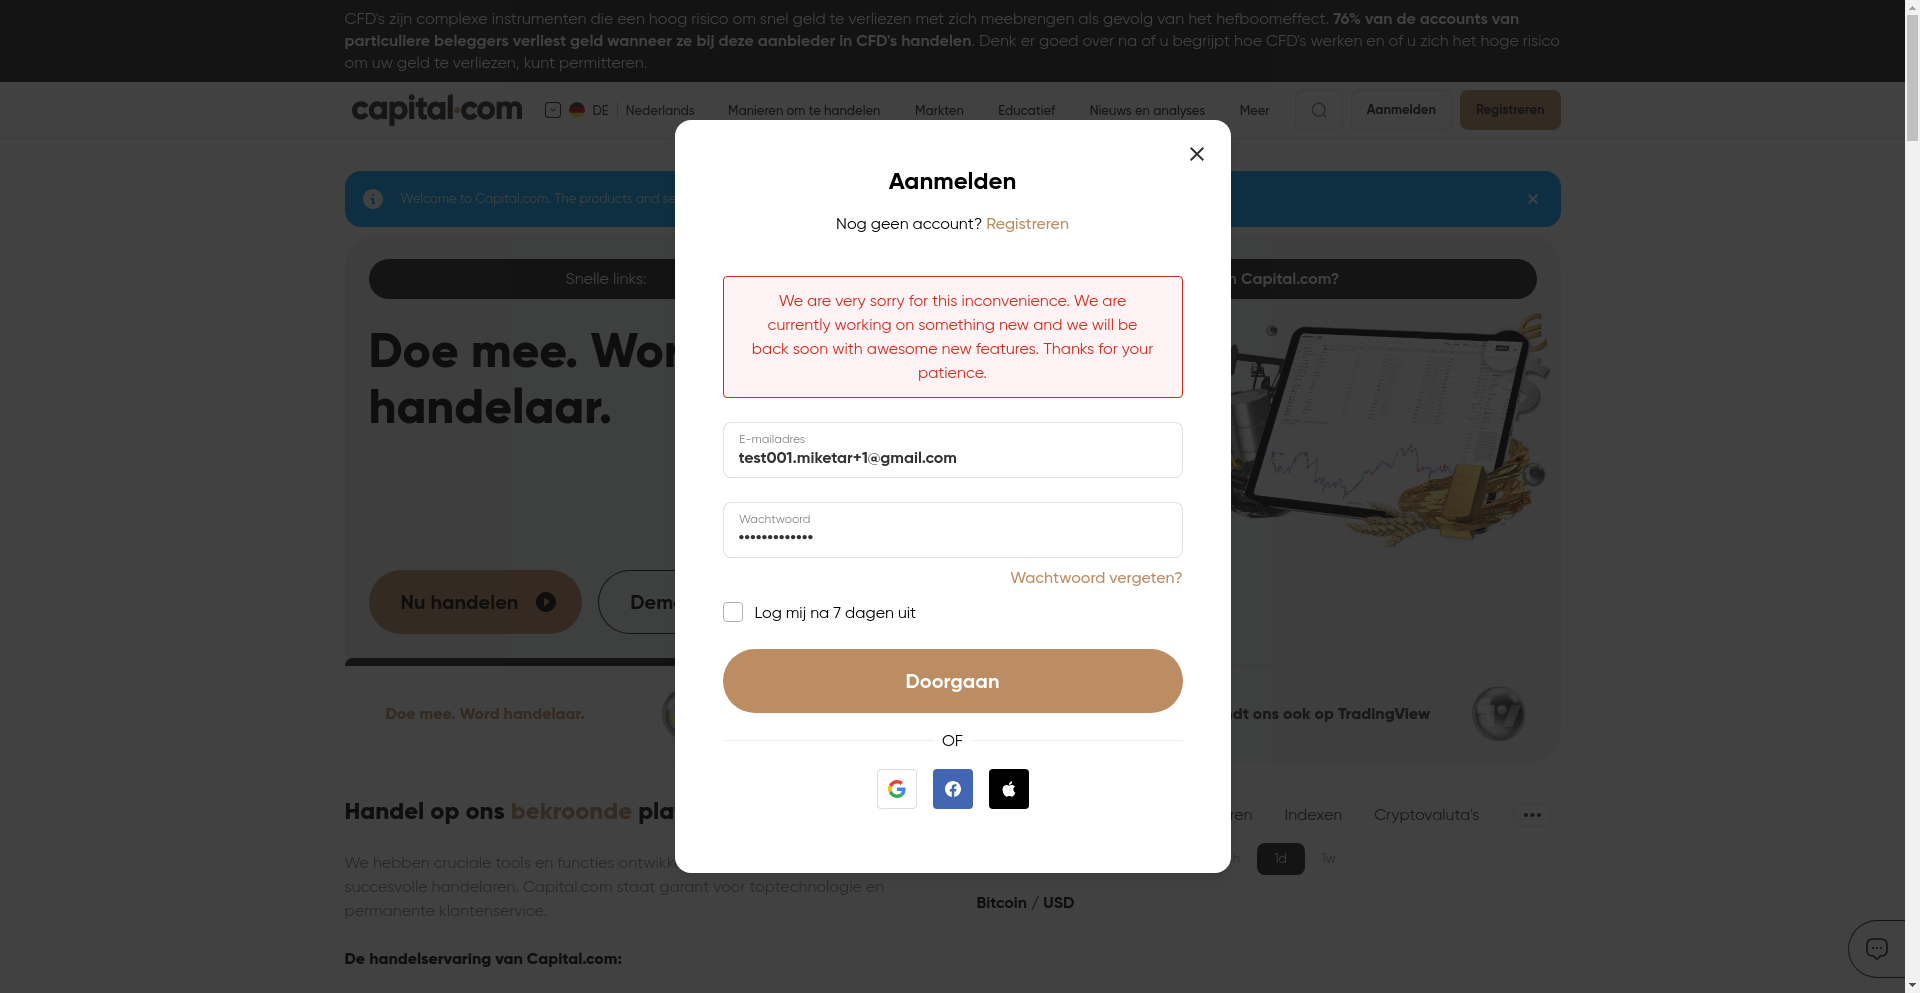 CFD's zijn complexe instrumenten die een hoog risico om snel geld te verliezen met zich meebrengen als gevolg van het hefboomeffect. 76% van de accounts van
particuliere beleggers verliest geld wanneer ze bij deze aanbieder in CFD's handelen. Denk er goed over na of u begrijpt hoe CFD's werken en of u zich het hoge risico
om uw geld te verliezen, kunt permitteren.
capital.com DE Nederlands Manieren om te handelen Markten Educatief Nieuws en analyses Meer Aanmelden Registreren
Welcome to Capital.com. The products and se
Snelle links:
Capital.com?
Doe mee. Wor
handelaar.
Nu handelen
Dem
Aanmelden
Nog geen account? Registreren
We are very sorry for this inconvenience. We are
currently working on something new and we will be
back soon with awesome new features. Thanks for your
patience.
E-mailadres
test001.miketar+1@gmail.com
Wachtwoord
•••••••••••••
Wachtwoord vergeten?
Log mij na 7 dagen uit
Doorgaan
OF
Doe mee. Word handelaar.
dt ons ook op TradingView
Handel op ons bekroonde pla
ren Indexen Cryptovaluta's
h 1d 1w
We hebben cruciale tools en functies ontwikk
succesvolle handelaren. Capital.com staat garant voor toptechnologie en
permanente klantenservice.
Bitcoin / USD
De handelservaring van Capital.com: